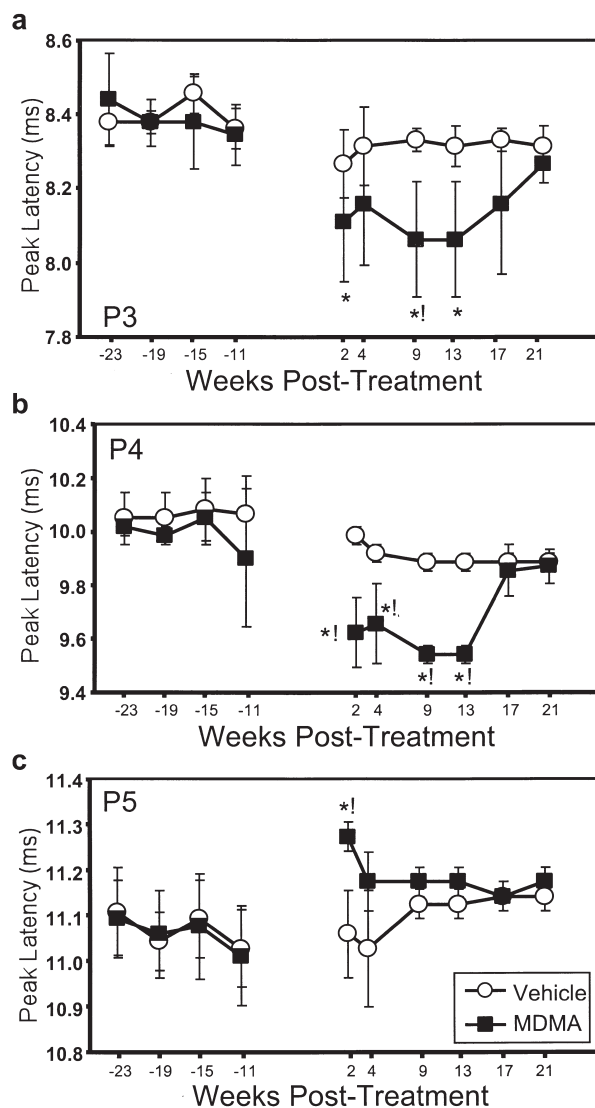 a
8.6
8.4
8.2
8.0
7.8
Peak Latency (ms)
P3
*
*!
*
-23 -19 -15 -11 2 4 9 13 17 21
Weeks Post-Treatment
b
10.4
10.2
10.0
9.8
9.6
9.4
Peak Latency (ms)
P4
*!
*!
*!
*!
-23 -19 -15 -11 2 4 9 13 17 21
Weeks Post-Treatment
c
11.4
11.3
11.2
11.1
11.0
10.9
10.8
Peak Latency (ms)
P5
*!
Vehicle
MDMA
-23 -19 -15 -11 2 4 9 13 17 21
Weeks Post-Treatment